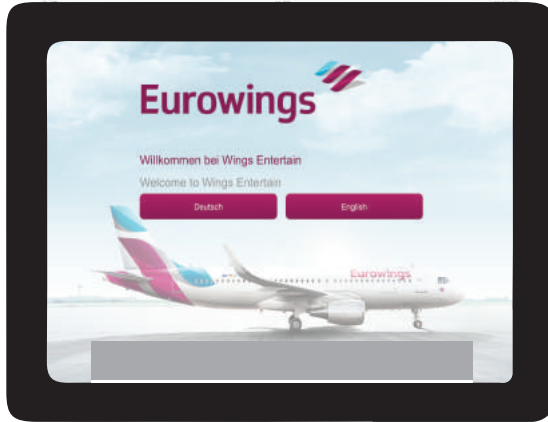 Eurowings
Willkommen bei Wings Entertain
Welcome to Wings Entertain
Deutsch English
Eurowings